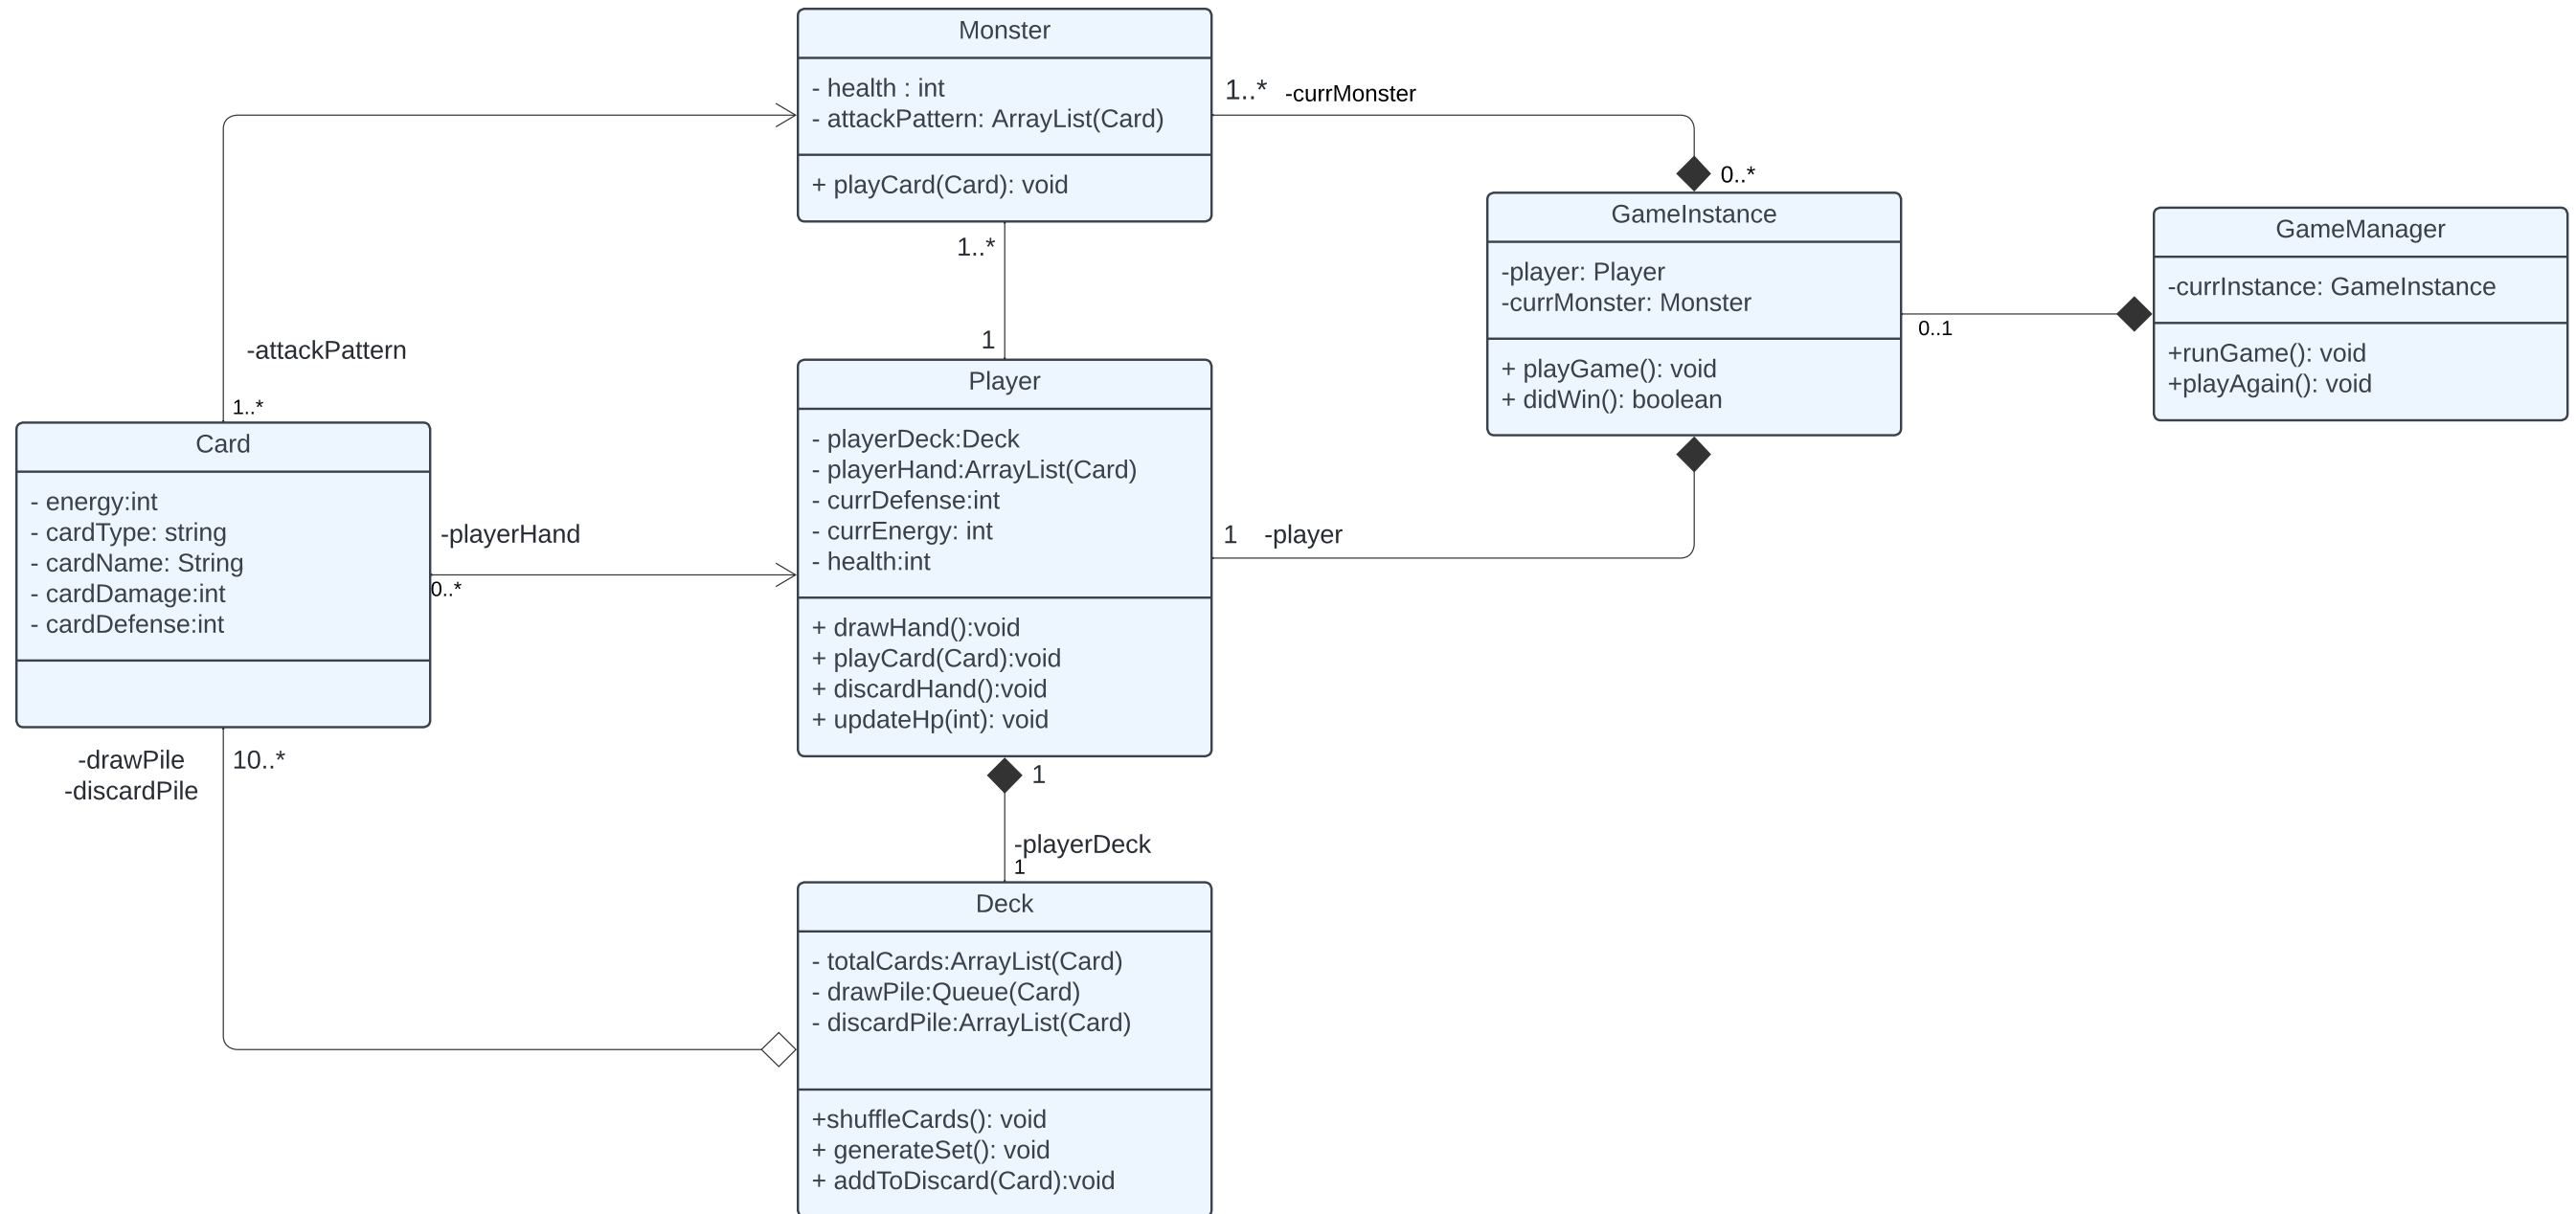 Monster
- health : int
- attackPattern: ArrayList(Card)
+ playCard(Card): void
1..*
-currMonster
0..*
1..*
1
GameInstance
-player: Player
-currMonster: Monster
+ playGame(): void
+ didWin(): boolean
0..1
GameManager
-currInstance: GameInstance
+runGame(): void
+playAgain(): void
-attackPattern
1..*
Card
- energy:int
- cardType: string
- cardName: String
- cardDamage:int
- cardDefense:int
-playerHand
0..*
Player
- playerDeck:Deck
- playerHand:ArrayList(Card)
- currDefense:int
- currEnergy: int
- health:int
+ drawHand():void
+ playCard(Card):void
+ discardHand():void
+ updateHp(int): void
1
-player
-drawPile
-discardPile
10..*
1
-playerDeck
1
Deck
- totalCards:ArrayList(Card)
- drawPile:Queue(Card)
- discardPile:ArrayList(Card)
+shuffleCards(): void
+ generateSet(): void
+ addToDiscard(Card):void